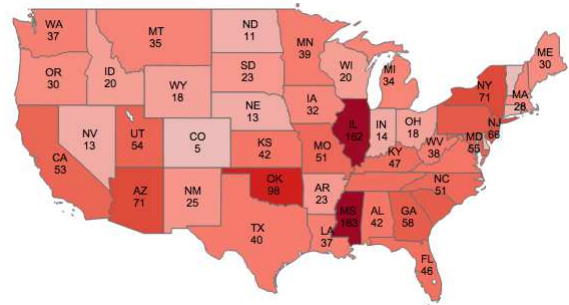 WA
37
MT
35
ND
11
MN
39
ME
30
OR
30
ID
20
SD
23
WI
20
MI
34
NY
71
MA
28
WY
18
IA
32
NE
13
IL
162
IN
14
OH
18
NJ
66
NV
13
UT
54
CO
5
KS
42
MO
51
KY
47
WV
38
MD
55
CA
53
AZ
71
NM
25
OK
98
AR
23
NC
51
TX
40
LA
37
MS
163
AL
42
GA
58
FL
46